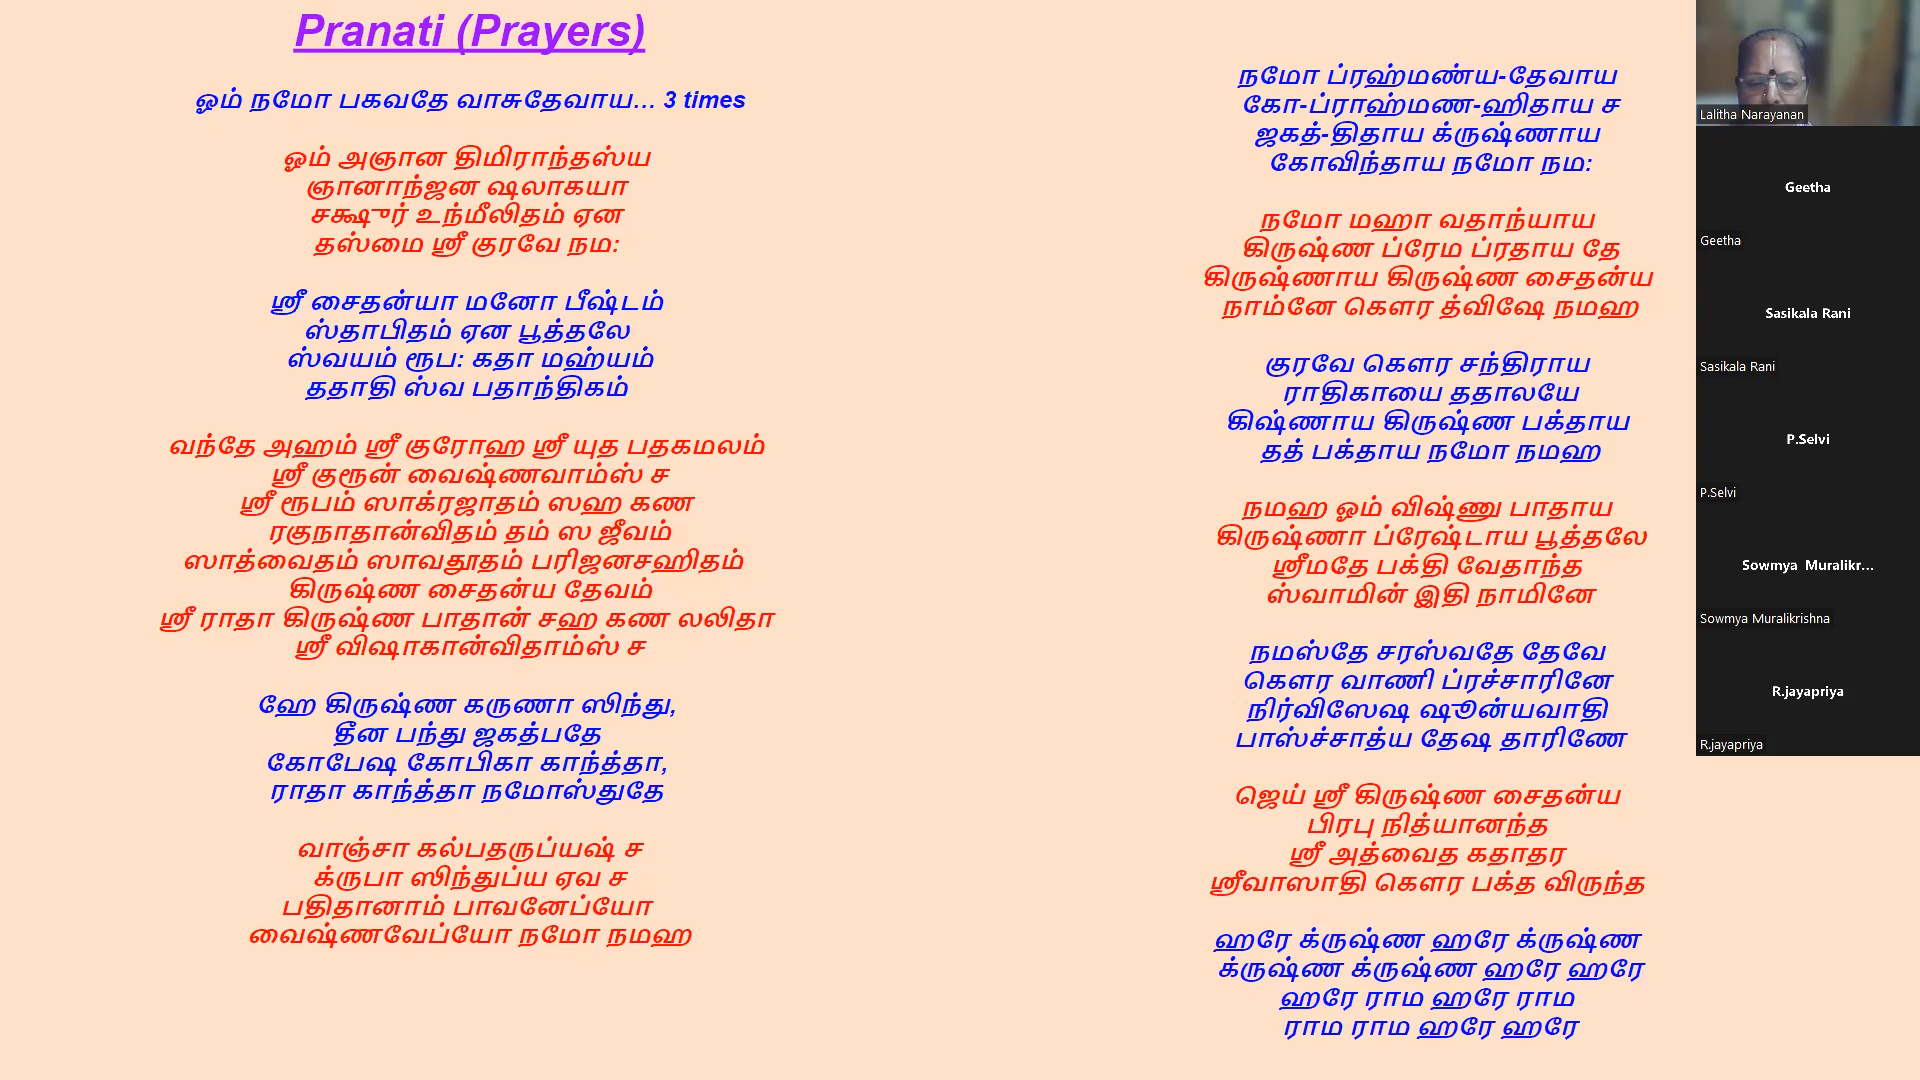 Pranati (Prayers)
ஓம் நமோ பகவதே வாசுதேவாய... 3 times
ஓம் அஞான திமிராந்தஸ்ய
ஞானாந்ஜன ஷலாகயா
சக்ஷுர் உந்மீலிதம் ஏன
தஸ்மை ஸ்ரீ குரவே நம:
ஸ்ரீ சைதன்யா மனோ பீஷ்டம்
ஸ்தாபிதம் ஏன பூத்தலே
ஸ்வயம் ரூப: கதா மஹ்யம்
ததாதி ஸ்வ பதாந்திகம்
வந்தே அஹம் ஸ்ரீ குரோஹ ஸ்ரீ யுத பதகமலம்
ஸ்ரீ குரூன் வைஷ்ணவாம்ஸ் ச
ஸ்ரீ ரூபம் ஸாக்ரஜாதம் ஸஹ கண
ரகுநாதான்விதம் தம் ஸ ஜீவம்
ஸாத்வைதம் ஸாவதூதம் பரிஜனசஹிதம்
கிருஷ்ண சைதன்ய தேவம்
ஸ்ரீ ராதா கிருஷ்ண பாதான் சஹ கண லலிதா
ஸ்ரீ விஷாகான்விதாம்ஸ் ச
ஹே கிருஷ்ண கருணா ஸிந்து,
தீன பந்து ஜகத்பதே
கோபேஷ கோபிகா காந்த்தா,
ராதா காந்த்தா நமோஸ்துதே
வாஞ்சா கல்பதருப்யஷ் ச
க்ருபா ஸிந்துப்ய ஏவ ச
பதிதானாம் பாவனேப்யோ
வைஷ்ணவேப்யோ நமோ நமஹ
நமோ ப்ரஹ்மண்ய-தேவாய
கோ-ப்ராஹ்மண-ஹிதாய ச
ஜகத்-திதாய க்ருஷ்ணாய
கோவிந்தாய நமோ நம:
நமோ மஹா வதாந்யாய
கிருஷ்ண ப்ரேம ப்ரதாய தே
கிருஷ்ணாய கிருஷ்ண சைதன்ய
நாம்னே கௌர த்விஷே நமஹ
குரவே கௌர சந்திராய
ராதிகாயை ததாலயே
கிஷ்ணாய கிருஷ்ண பக்தாய
தத் பக்தாய நமோ நமஹ
நமஹ ஓம் விஷ்ணு பாதாய
கிருஷ்ணா ப்ரேஷ்டாய பூத்தலே
ஸ்ரீமதே பக்தி வேதாந்த
ஸ்வாமின் இதி நாமினே
நமஸ்தே சரஸ்வதே தேவே
கௌர வாணி ப்ரச்சாரினே
நிர்விஸேஷ ஷூன்யவாதி
பாஸ்ச்சாத்ய தேஷ தாரிணே
ஜெய் ஸ்ரீ கிருஷ்ண சைதன்ய
பிரபு நித்யானந்த
ஸ்ரீ அத்வைத கதாதர
ஸ்ரீவாஸாதி கௌர பக்த விருந்த
ஹரே க்ருஷ்ண ஹரே க்ருஷ்ண
க்ருஷ்ண க்ருஷ்ண ஹரே ஹரே
ஹரே ராம ஹரே ராம
ராம ராம ஹரே ஹரே
Lalitha Narayanan
Geetha
Geetha
Sasikala Rani
Sasikala Rani
P.Selvi
P.Selvi
Sowmya Muralikr...
Sowmya Muralikrishna
R.jayapriya
R.jayapriya